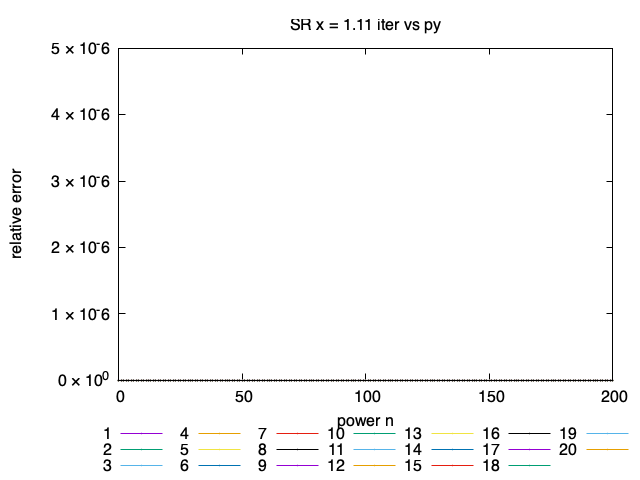 SR x = 1.11 iter vs py
5 × 10⁻6
4 × 10⁻6
3 × 10⁻6
2 × 10⁻6
1 × 10⁻6
0 × 10⁰
relative error
0 50 100 150 200
power n
1 4 7 10 13 16 19
2 5 8 11 14 17 20
3 6 9 12 15 18